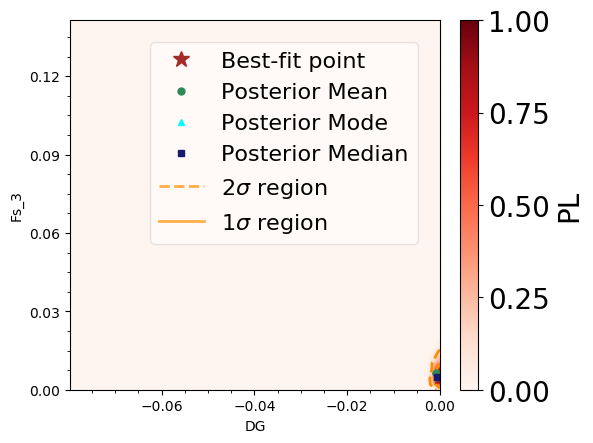 Best-fit point
Posterior Mean
Posterior Mode
Posterior Median
2σ region
1σ region
0.12
0.09
0.06
0.03
0.00
Fs_3
−0.06
−0.04
−0.02
0.00
DG
1.00
0.75
0.50
0.25
0.00
PL